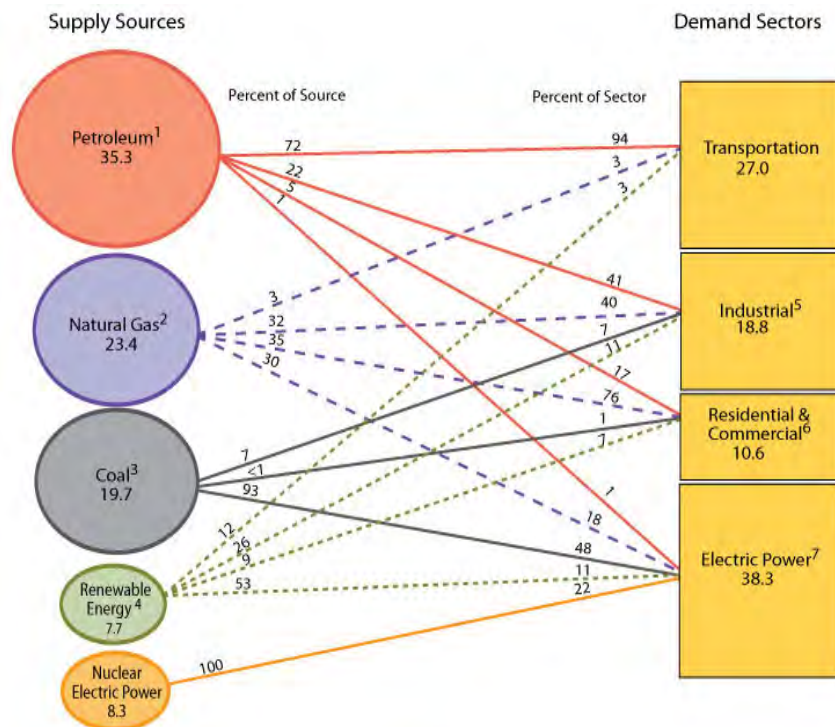 Supply Sources
Demand Sectors
Percent of Source
Percent of Sector
Petroleum1
35.3
72
22
5
1
94
3
3
Transportation
27.0
Natural Gas2
23.4
3
32
35
30
41
40
7
11
Industrial5
18.8
Coal3
19.7
7
<1
93
17
76
1
7
Residential &
Commercial6
10.6
Renewable
Energy 4
7.7
12
26
9
53
1
18
48
11
22
Electric Power7
38.3
Nuclear
Electric Power
8.3
100